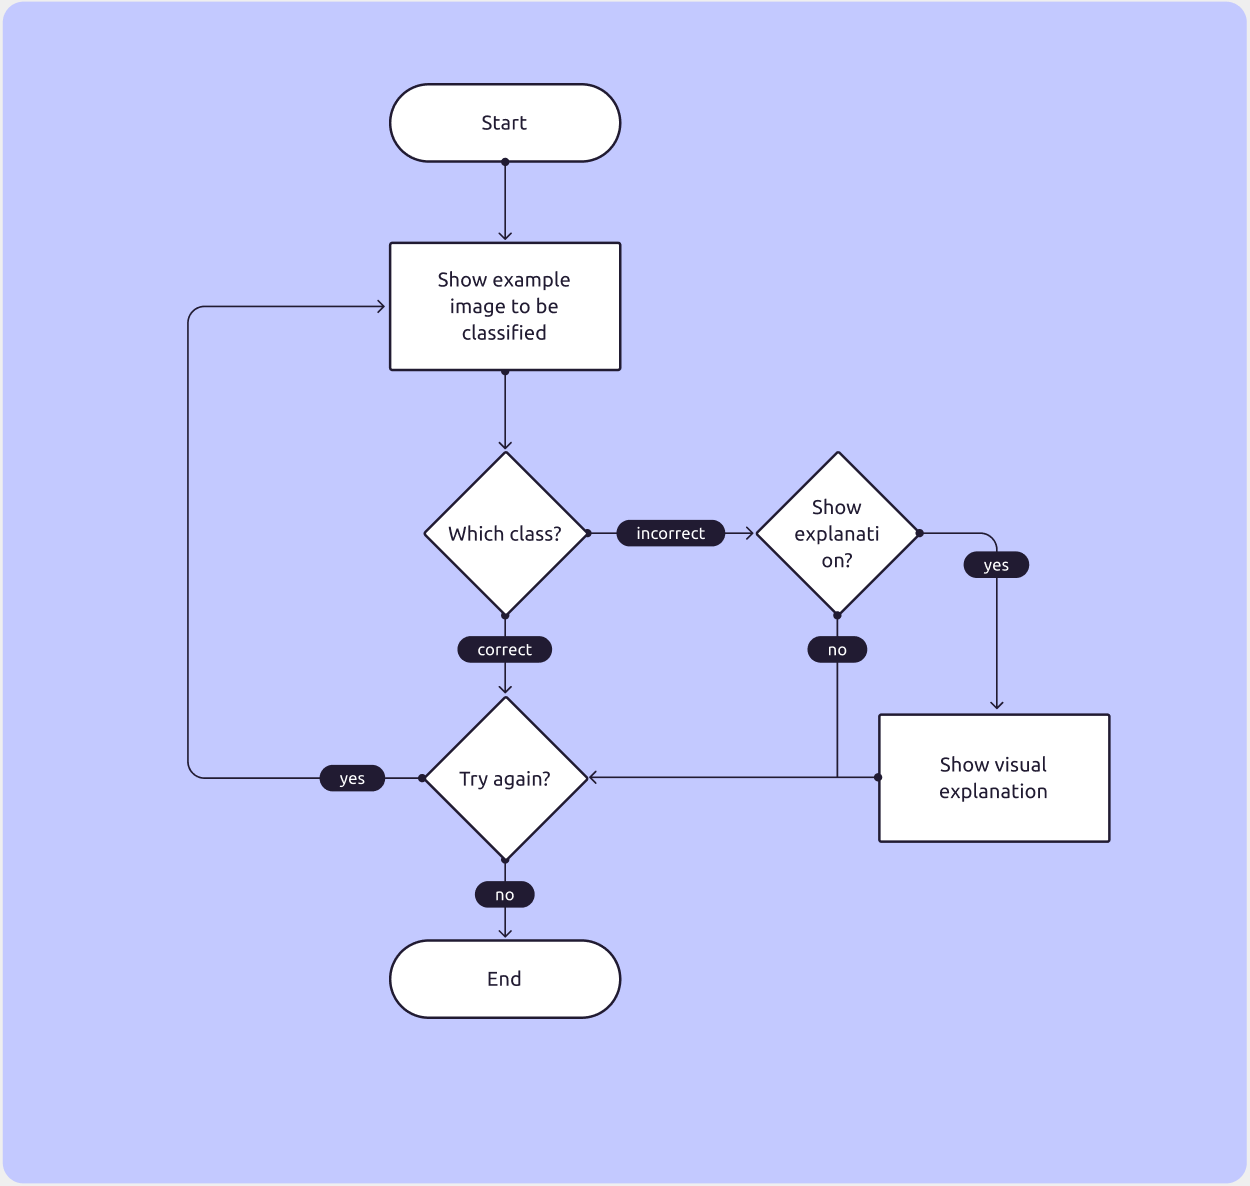 Start
Show example
image to be
classified
Which class?
incorrect
Show
explanati
on?
yes
correct
no
Show visual
explanation
Try again?
yes
no
End